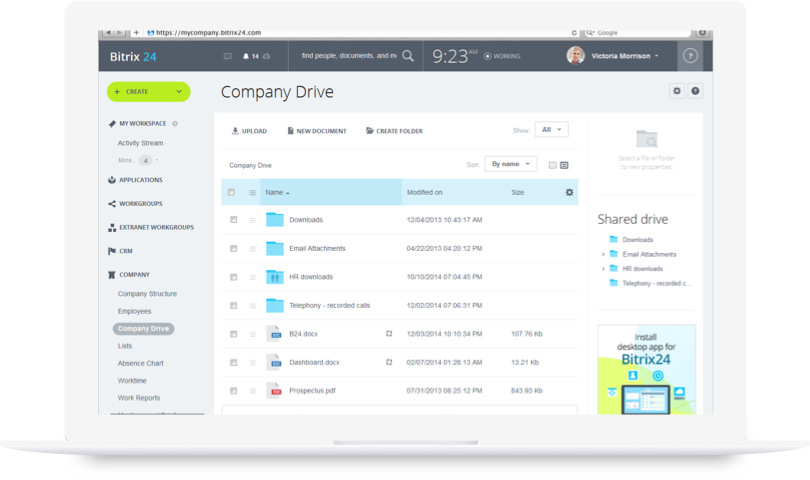 https://mycompany.bitrix24.com
Google
Bitrix 24
14
find people, documents, and m
9:23 AM
WORKING
Victoria Morrison
?
+ CREATE
Company Drive
MY WORKSPACE
Activity Stream
More... 4
APPLICATIONS
WORKGROUPS
EXTRANET WORKGROUPS
CRM
COMPANY
Company Structure
Employees
Company Drive
Lists
Absence Chart
Worktime
Work Reports
UPLOAD
NEW DOCUMENT
CREATE FOLDER
Show: All
Company Drive
Sort: By name
Name Modified on Size
Downloads 12/04/2013 10:43:17 AM
Email Attachments 04/22/2013 04:20:12 PM
HR downloads 10/10/2014 07:04:45 PM
Telephony - recorded calls 12/02/2014 07:06:31 PM
B24.docx 12/03/2014 10:10:34 PM 107.76 Kb
Dashboard.docx 02/07/2014 01:28:13 AM 13.21 Kb
Prospectus.pdf 07/31/2013 08:25:12 PM 843.93 Kb
Select a file or folder
to view properties
Shared drive
Downloads
Email Attachments
HR downloads
Telephony - recorded c...
Install
desktop app for
Bitrix24